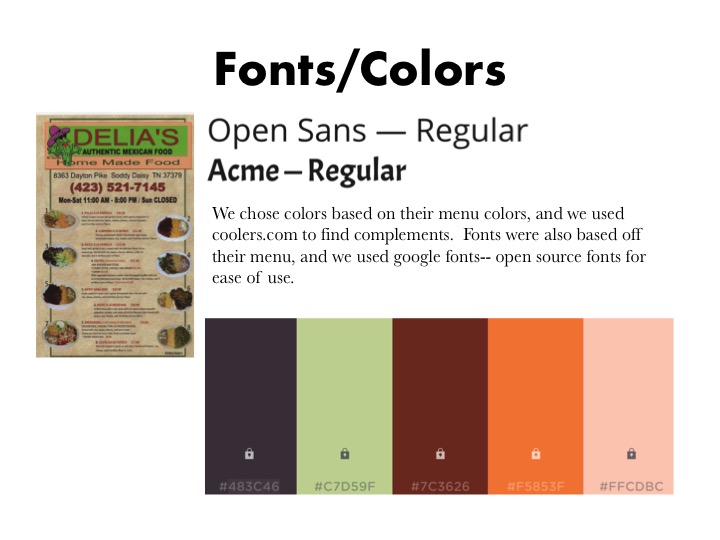 Fonts/Colors
DELIA'S
AUTHENTIC MEXICAN FOOD
Home Made Food
8363 Dayton Pike Soddy Daisy TN 37379
(423) 521-7145
Mon-Sat 11:00 AM - 8:00 PM / Sun CLOSED
Open Sans — Regular
Acme – Regular
We chose colors based on their menu colors, and we used
coolers.com to find complements.  Fonts were also based off
their menu, and we used google fonts-- open source fonts for
ease of use.
#483C46
#C7D59F
#7C3626
#F5853F
#FFCDBC